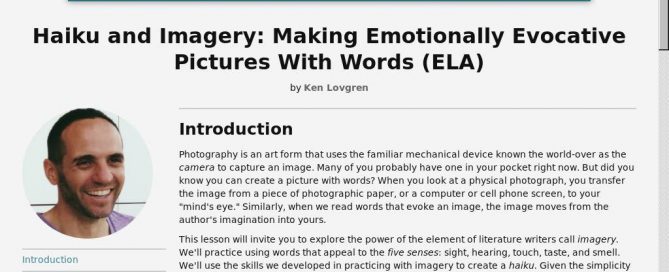 Haiku and Imagery: Making Emotionally Evocative
Pictures With Words (ELA)
by Ken Lovgren
Introduction
Photography is an art form that uses the familiar mechanical device known the world-over as the
camera to capture an image. Many of you probably have one in your pocket right now. But did you
know you can create a picture with words? When you look at a physical photograph, you transfer
the image from a piece of photographic paper, or a computer or cell phone screen, to your
"mind's eye." Similarly, when we read words that evoke an image, the image moves from the
author's imagination into yours.
This lesson will invite you to explore the power of the element of literature writers call imagery.
We'll practice using words that appeal to the five senses: sight, hearing, touch, taste, and smell.
We'll use the skills we developed in practicing with imagery to create a haiku. Given the simplicity
Introduction